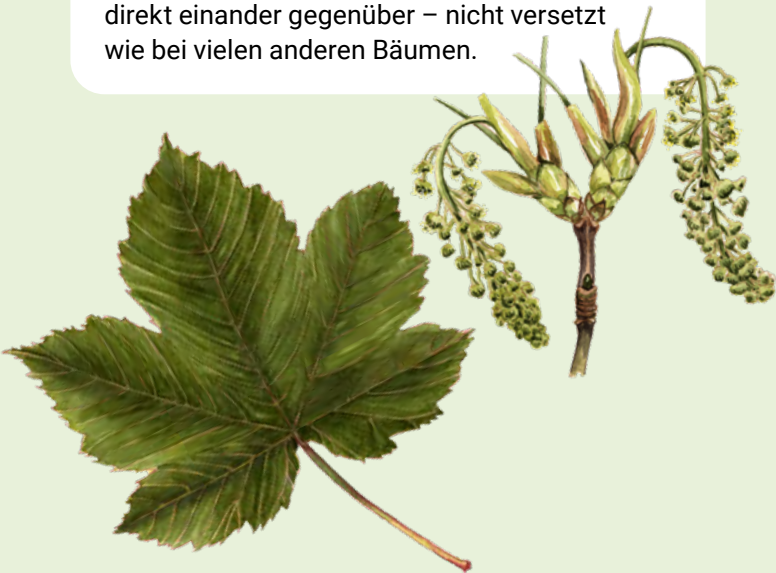 direkt einander gegenüber – nicht versetzt
wie bei vielen anderen Bäumen.